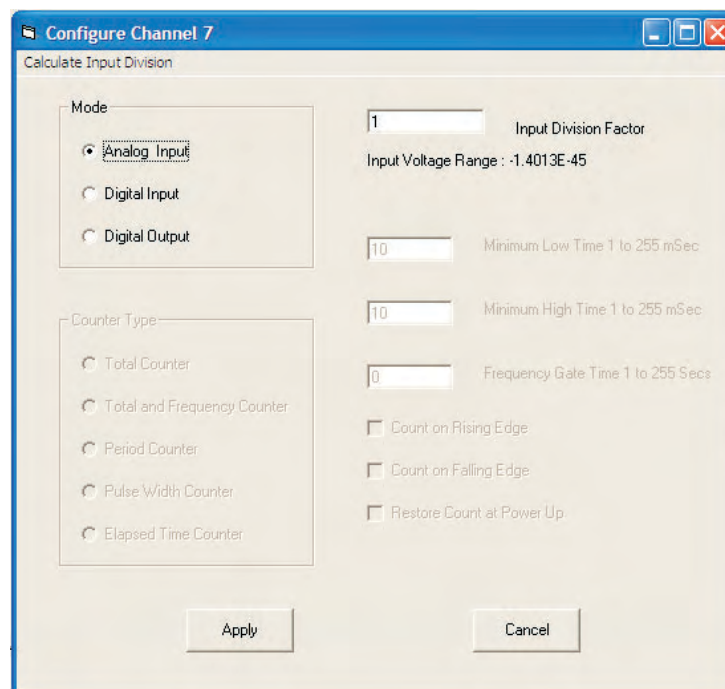 Configure Channel 7
Calculate Input Division
Mode
Analog Input
Digital Input
Digital Output
1
Input Division Factor
Input Voltage Range : -1.4013E-45
10
Minimum Low Time 1 to 255 mSec
10
Minimum High Time 1 to 255 mSec
0
Frequency Gate Time 1 to 255 Secs
Counter Type
Total Counter
Total and Frequency Counter
Period Counter
Pulse Width Counter
Elapsed Time Counter
Count on Rising Edge
Count on Falling Edge
Restore Count at Power Up
Apply
Cancel